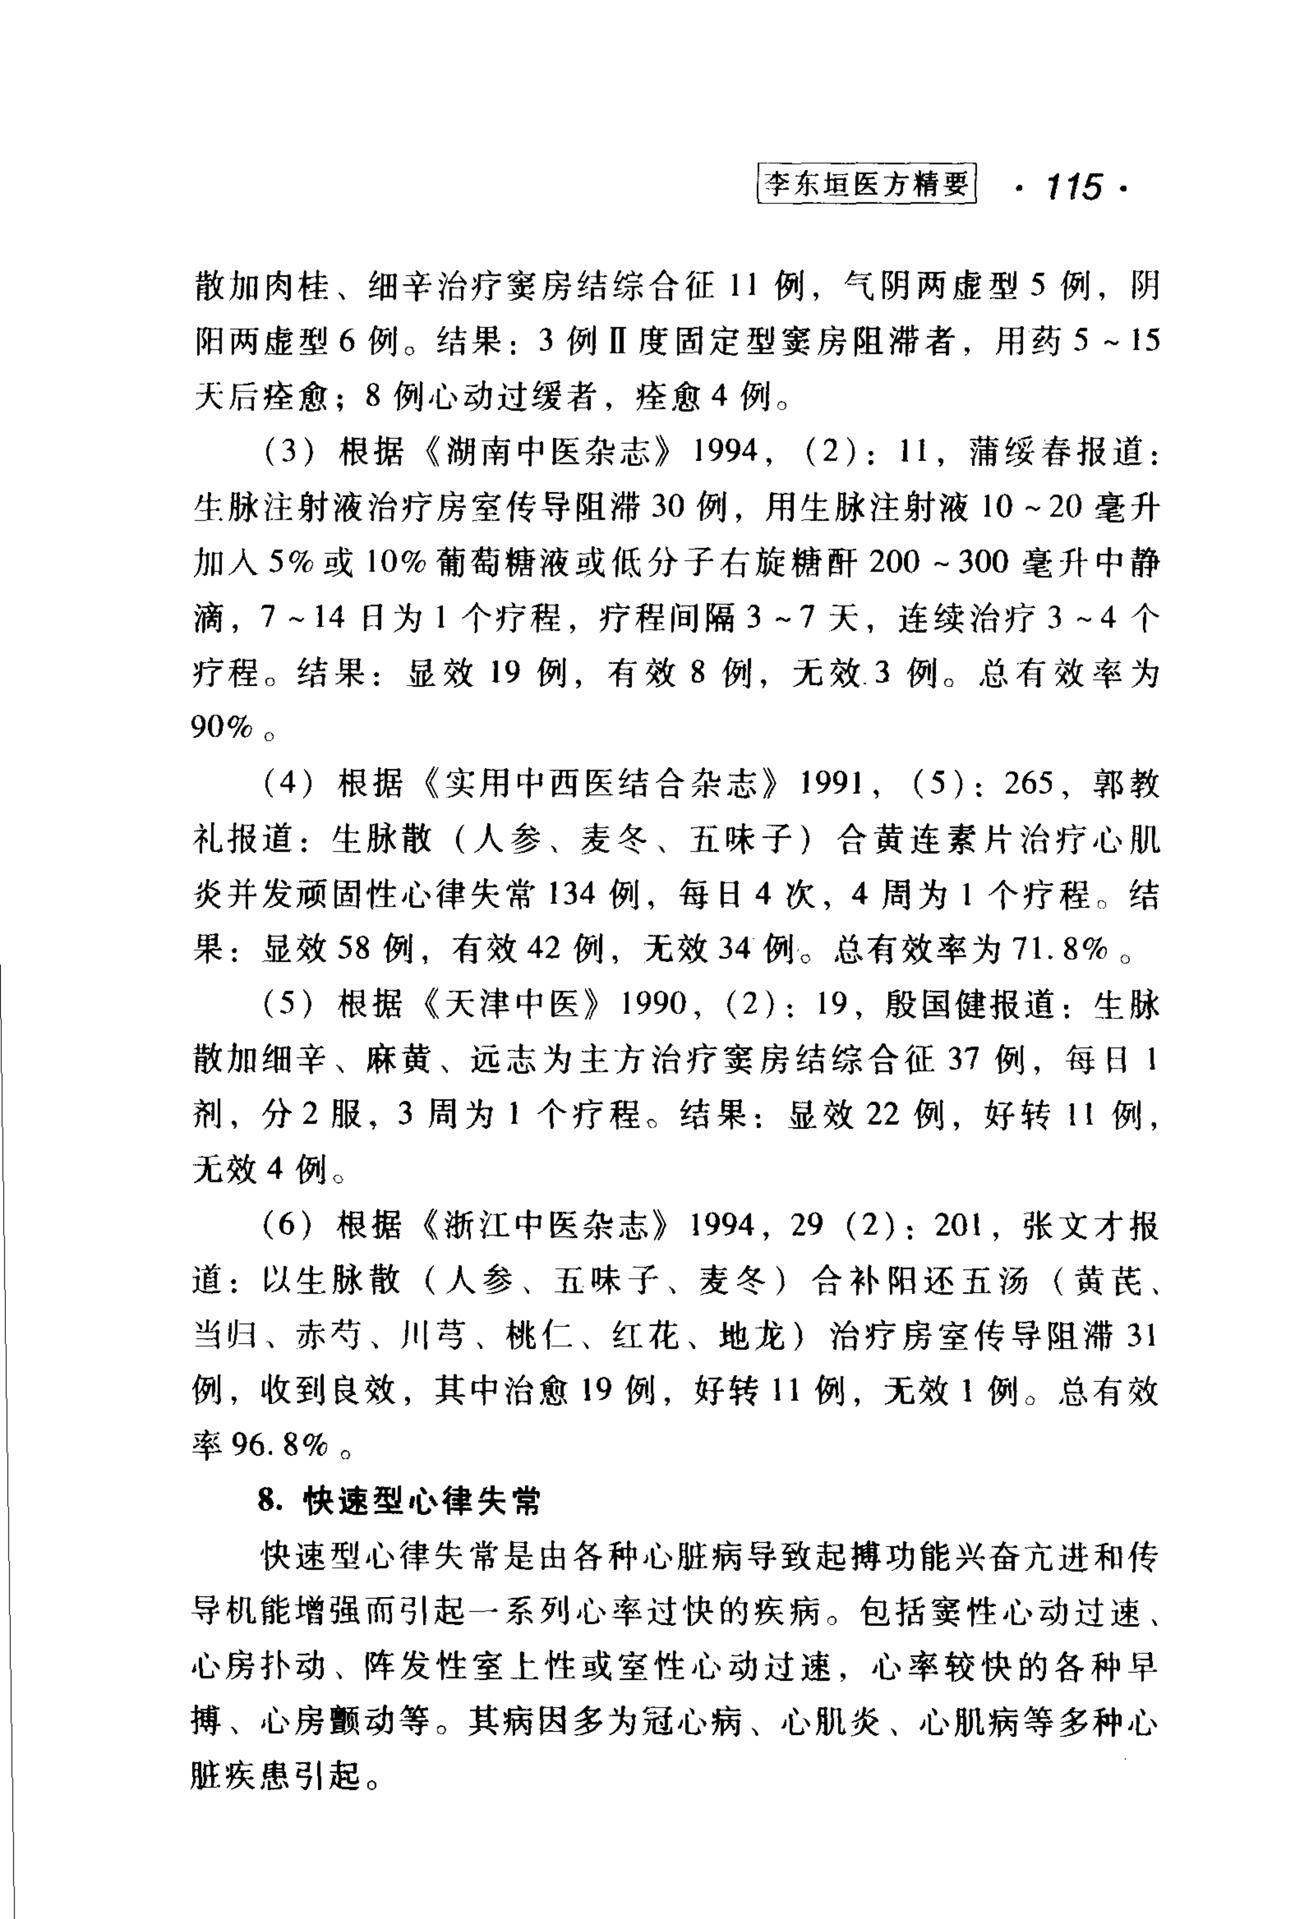 李东垣医方精要 · 115 ·
散加肉桂、细辛治疗窦房结综合征 11 例，气阴两虚型 5 例，阴
阳两虚型 6 例。结果：3 例Ⅱ度固定型窦房阻滞者，用药 5 ~ 15
天后痊愈；8 例心动过缓者，痊愈 4 例。
（3）根据《湖南中医杂志》1994，（2）：11，蒲绥春报道：
生脉注射液治疗房室传导阻滞 30 例，用生脉注射液 10 ~ 20 毫升
加入 5% 或 10% 葡萄糖液或低分子右旋糖酐 200 ~ 300 毫升中静
滴，7 ~ 14 日为 1 个疗程，疗程间隔 3 ~ 7 天，连续治疗 3 ~ 4 个
疗程。结果：显效 19 例，有效 8 例，无效 3 例。总有效率为
90%。
（4）根据《实用中西医结合杂志》1991，（5）：265，郭教
礼报道：生脉散（人参、麦冬、五味子）合黄连素片治疗心肌
炎并发顽固性心律失常 134 例，每日 4 次，4 周为 1 个疗程。结
果：显效 58 例，有效 42 例，无效 34 例。总有效率为 71.8%。
（5）根据《天津中医》1990，（2）：19，殷国健报道：生脉
散加细辛、麻黄、远志为主方治疗窦房结综合征 37 例，每日 1
剂，分 2 服，3 周为 1 个疗程。结果：显效 22 例，好转 11 例，
无效 4 例。
（6）根据《浙江中医杂志》1994，29（2）：201，张文才报
道：以生脉散（人参、五味子、麦冬）合补阳还五汤（黄芪、
当归、赤芍、川芎、桃仁、红花、地龙）治疗房室传导阻滞 31
例，收到良效，其中治愈 19 例，好转 11 例，无效 1 例。总有效
率 96.8%。
8. 快速型心律失常
快速型心律失常是由各种心脏病导致起搏功能兴奋亢进和传
导机能增强而引起一系列心率过快的疾病。包括窦性心动过速、
心房扑动、阵发性室上性或室性心动过速，心率较快的各种早
搏、心房颤动等。其病因多为冠心病、心肌炎、心肌病等多种心
脏疾患引起。